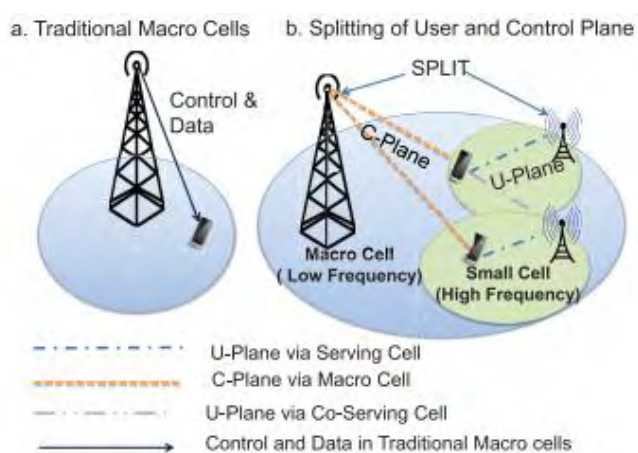 a. Traditional Macro Cells
b. Splitting of User and Control Plane
SPLIT
Control &
Data
C-Plane
U-Plane
Macro Cell
( Low Frequency)
Small Cell
(High Frequency)
U-Plane via Serving Cell
C-Plane via Macro Cell
U-Plane via Co-Serving Cell
Control and Data in Traditional Macro cells